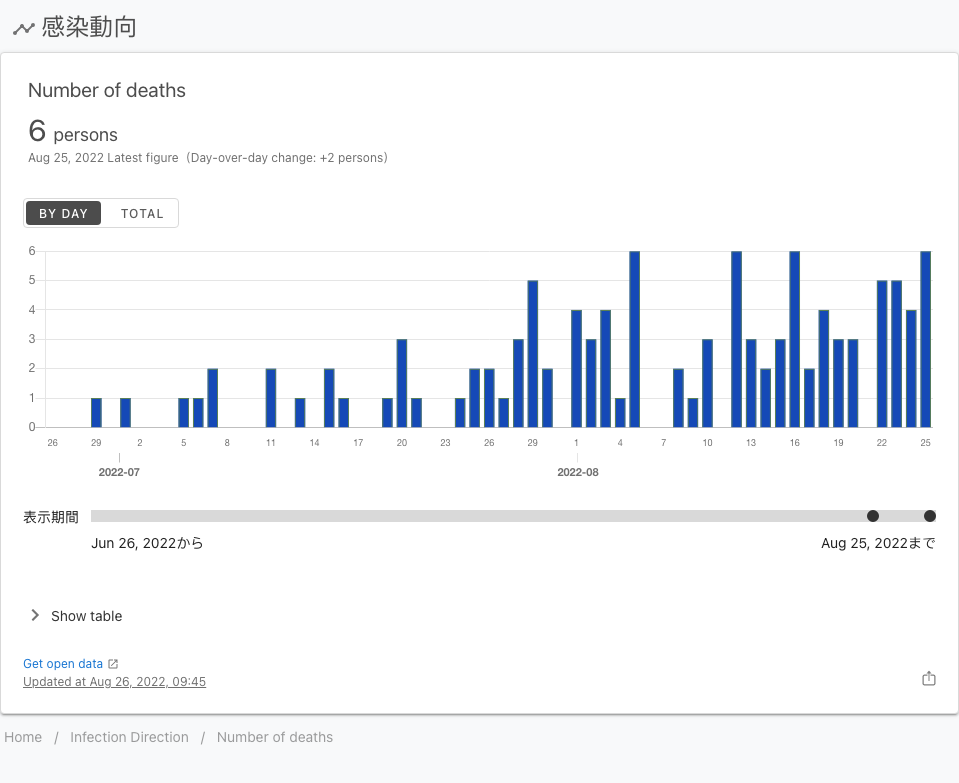 感染動向
Number of deaths
6 persons
Aug 25, 2022 Latest figure  (Day-over-day change: +2 persons)
BY DAY TOTAL
6
5
4
3
2
1
0
26 29 2 5 8 11 14 17 20 23 26 29 1 4 7 10 13 16 19 22 25
2022-07 2022-08
表示期間
Jun 26, 2022から Aug 25, 2022まで
Show table
Get open data
Updated at Aug 26, 2022, 09:45
Home / Infection Direction / Number of deaths